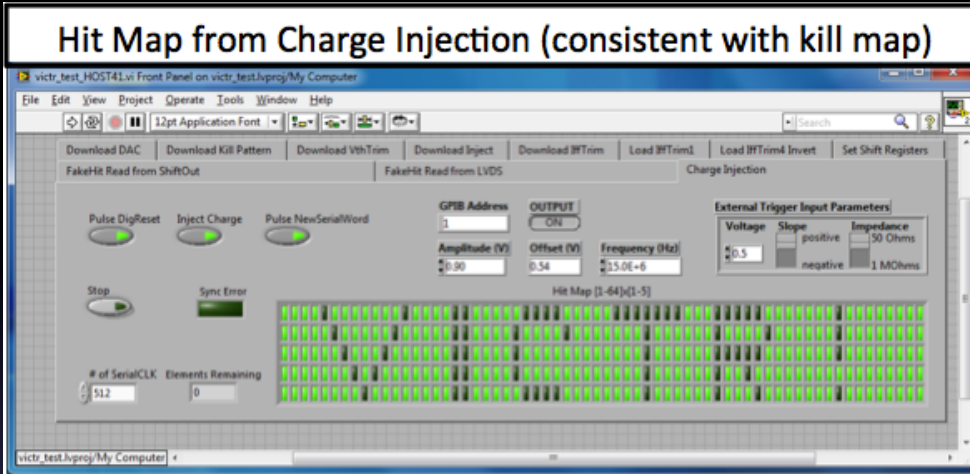 Hit Map from Charge Injection (consistent with kill map)
victr_test_HOST41.vi Front Panel on victr_test.lvproj/My Computer
File Edit View Project Operate Tools Window Help
12pt Application Font Search
Download DAC Download Kill Pattern Download VthTrim Download Inject Download IffTrim Load IffTrim1 Load IffTrim4 Invert Set Shift Registers
FakeHit Read from ShiftOut FakeHit Read from LVDS Charge Injection
GPIB Address OUTPUT External Trigger Input Parameters
Pulse DigReset Inject Charge Pulse NewSerialWord 1 ON Voltage Slope Impedance
positive 50 Ohms
Amplitude (V) Offset (V) Frequency (Hz) 0.5
0.90 0.54 15.0E+6 negative 1 MOhms
Stop Sync Error Hit Map [1-64]x[1-5]
# of SerialCLK Elements Remaining
512 0
victr_test.lvproj/My Computer